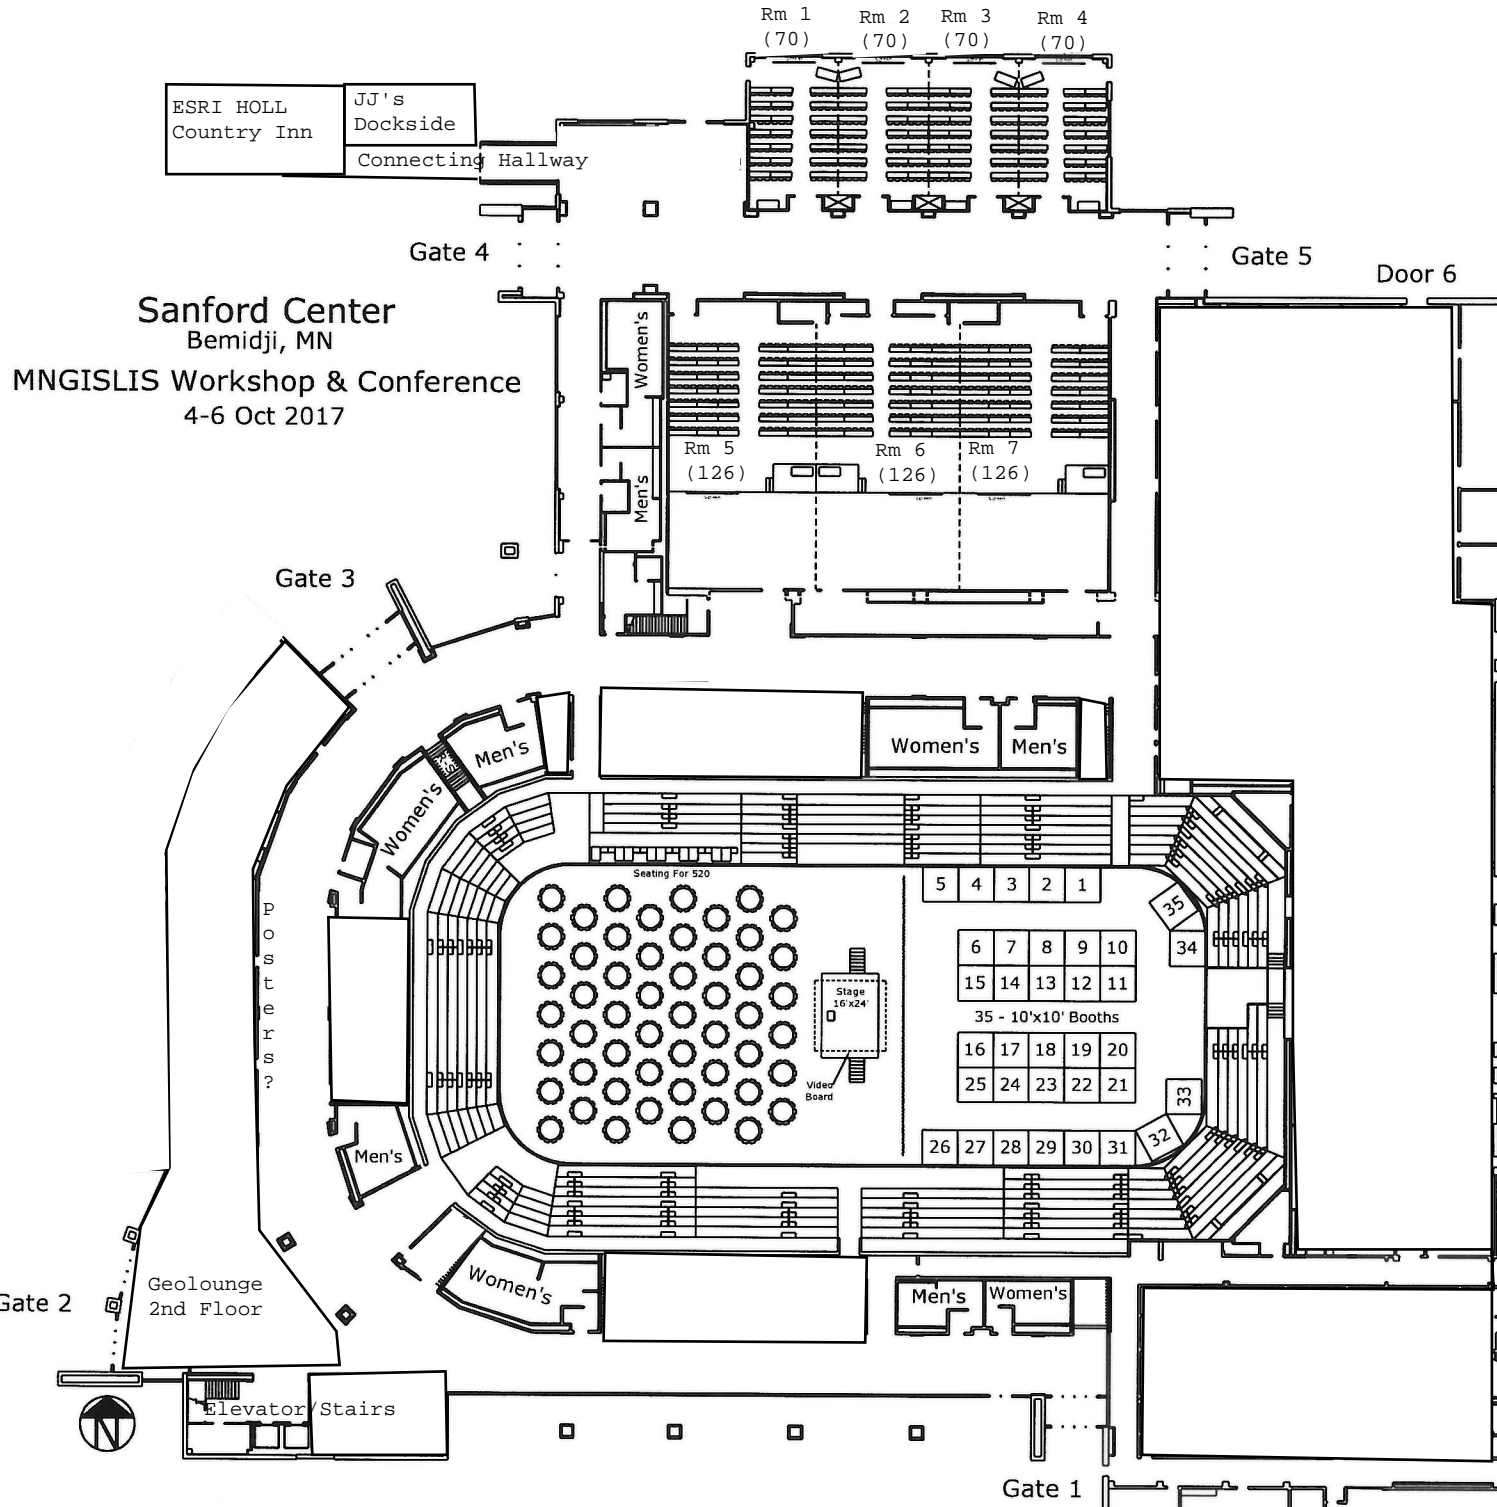 Rm 1
(70)
Rm 2
(70)
Rm 3
(70)
Rm 4
(70)
ESRI HOLL
Country Inn
JJ's
Dockside
Connecting Hallway
Gate 4
Gate 5
Door 6
Sanford Center
Bemidji, MN
MNGISLIS Workshop & Conference
4-6 Oct 2017
Women's
Men's
Rm 5
(126)
Rm 6
(126)
Rm 7
(126)
Gate 3
Men's
Women's
Women's
Men's
Seating For 520
5 4 3 2 1
35
34
6 7 8 9 10
15 14 13 12 11
Stage
16'x24'
35 - 10'x10' Booths
16 17 18 19 20
25 24 23 22 21
Video
Board
33
32
26 27 28 29 30 31
Posters?
Men's
Women's
Men's
Women's
Geolounge
2nd Floor
Gate 2
Elevator/Stairs
N
Gate 1